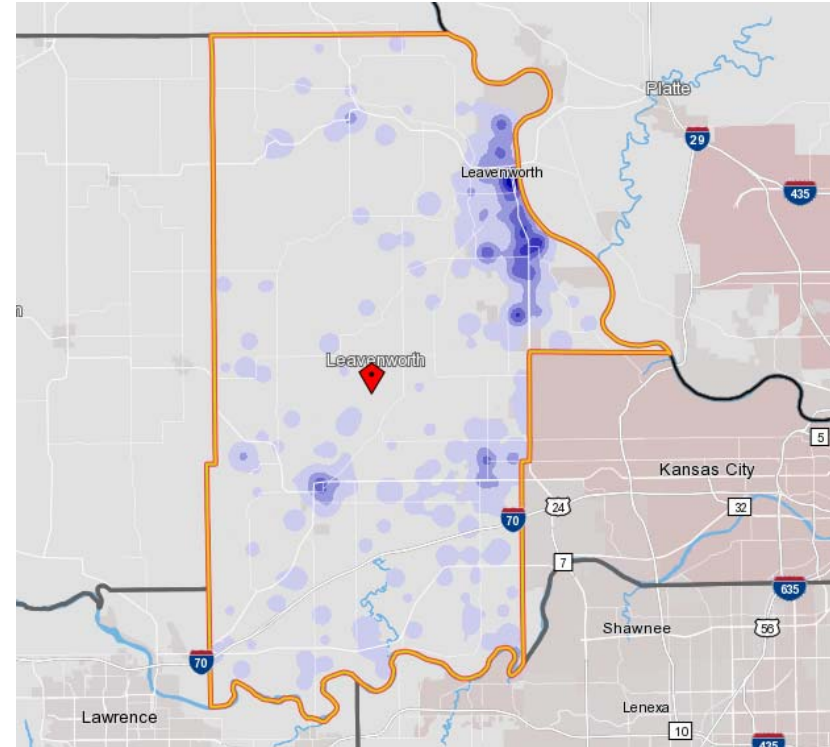 Platte
29
Leavenworth
435
n
Leavenworth
5
Kansas City
24
32
70
7
635
Shawnee
56
70
Lenexa
Lawrence
10
435